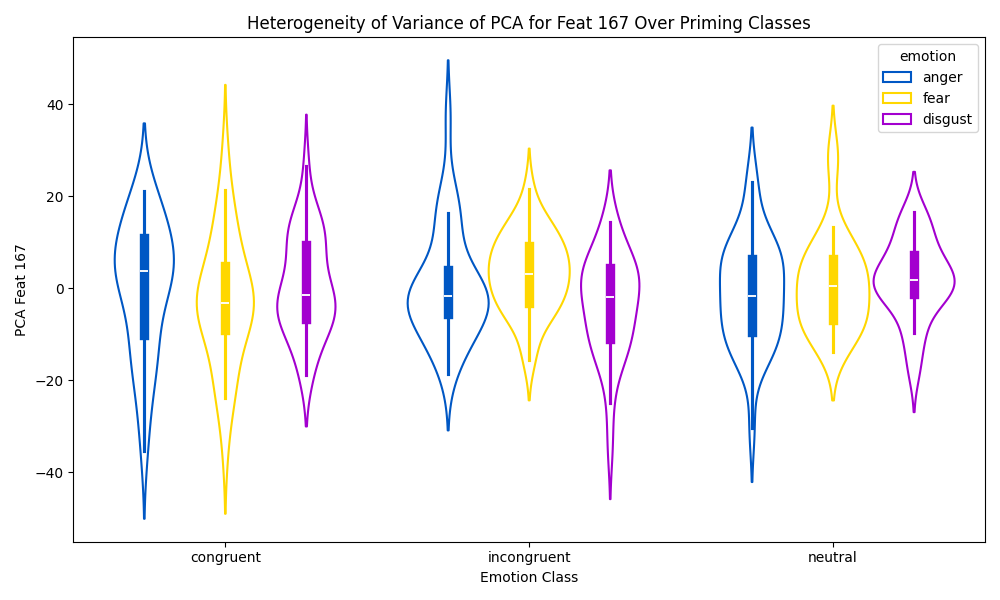 Heterogeneity of Variance of PCA for Feat 167 Over Priming Classes
emotion
anger
fear
disgust
40
20
0
−20
−40
PCA Feat 167
congruent
incongruent
neutral
Emotion Class